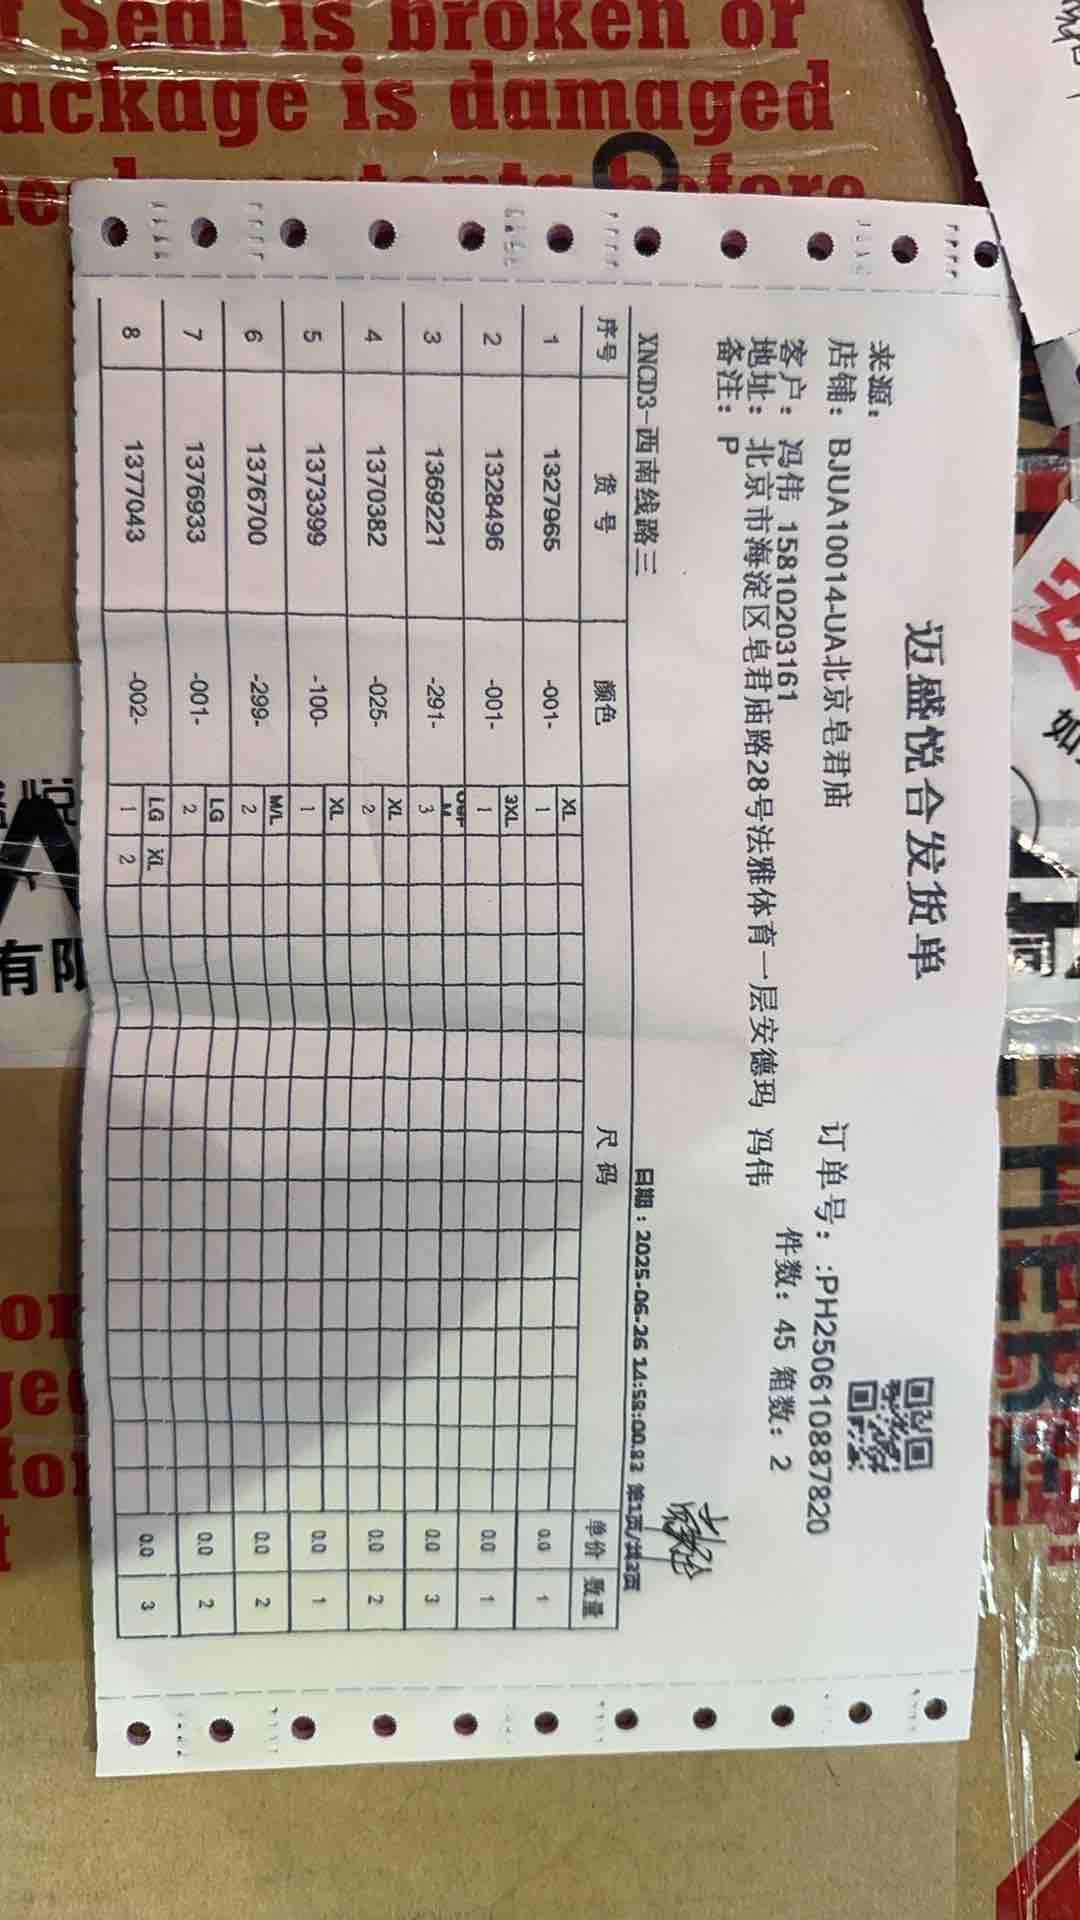 Seal is broken or
ackage is damaged
迈盛悦合发货单
来源：
店铺：BJUA10014-UA北京皂君庙
订单号：:PH250610887820
客户：冯伟 15810203161
件数：45 箱数：2
地址：北京市海淀区皂君庙路28号法雅体育一层安德玛 冯伟
备注：P
XNCD3-西南线路三
日期：2025-06-26 14:58:00.83 第1页/共2页
序号 货 号 颜色 尺 码 单价 数量
XL
1 1327965 -001- 1 0.0 1
3XL
2 1328496 -001- 1 0.0 1
3 1369221 -291- 3 0.0 3
XL
4 1370382 -025- 2 0.0 2
XL
5 1373399 -100- 1 0.0 1
M/L
6 1376700 -299- 2 0.0 2
LG
7 1376933 -001- 2 0.0 2
LG XL
8 1377043 -002- 1 2 0.0 3
有限